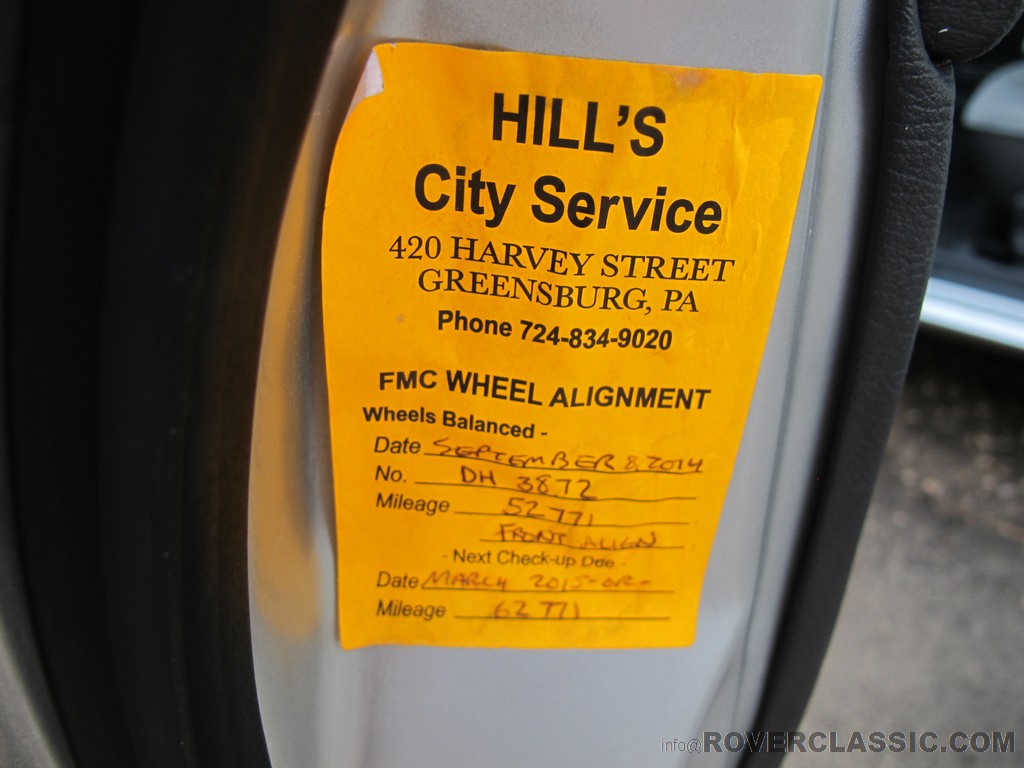 HILL'S
City Service
420 HARVEY STREET
GREENSBURG, PA
Phone 724-834-9020
FMC WHEEL ALIGNMENT
Wheels Balanced -
Date SEPTEMBER 8, 2014
No. DH 3872
Mileage 52771
FRONT ALIGN
- Next Check-up Due -
Date MARCH 2015-OR-
Mileage 62771
info@ROVERCLASSIC.COM